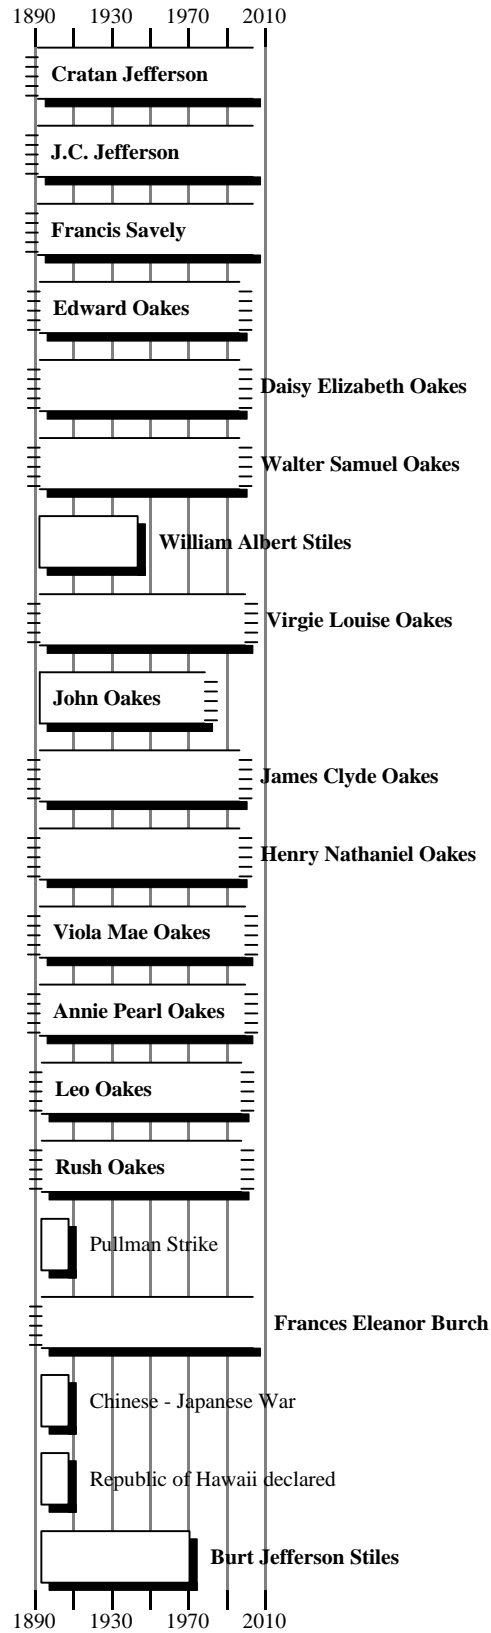 1890 1930 1970 2010
Cratan Jefferson
J.C. Jefferson
Francis Savely
Edward Oakes
Daisy Elizabeth Oakes
Walter Samuel Oakes
William Albert Stiles
Virgie Louise Oakes
John Oakes
James Clyde Oakes
Henry Nathaniel Oakes
Viola Mae Oakes
Annie Pearl Oakes
Leo Oakes
Rush Oakes
Pullman Strike
Frances Eleanor Burch
Chinese - Japanese War
Republic of Hawaii declared
Burt Jefferson Stiles
1890 1930 1970 2010